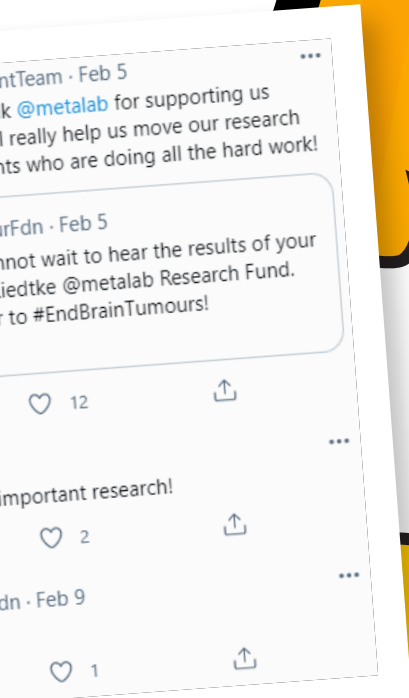 ntTeam · Feb 5
k @metalab for supporting us
l really help us move our research
nts who are doing all the hard work!
urFdn · Feb 5
nnot wait to hear the results of your
Liedtke @metalab Research Fund.
r to #EndBrainTumours!
12
important research!
2
dn · Feb 9
1